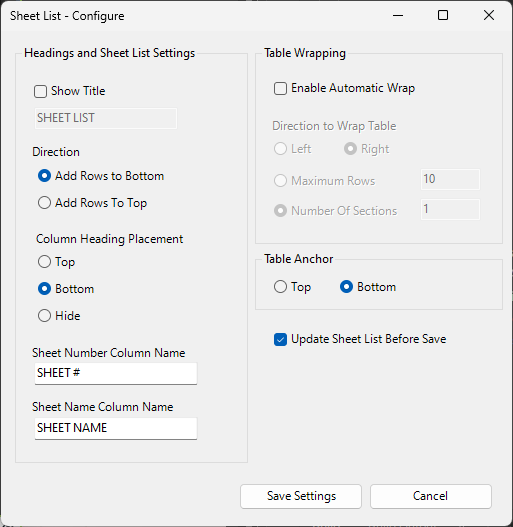 Sheet List - Configure
Headings and Sheet List Settings
Show Title
SHEET LIST
Direction
Add Rows to Bottom
Add Rows To Top
Column Heading Placement
Top
Bottom
Hide
Sheet Number Column Name
SHEET #
Sheet Name Column Name
SHEET NAME
Table Wrapping
Enable Automatic Wrap
Direction to Wrap Table
Left Right
Maximum Rows 10
Number Of Sections 1
Table Anchor
Top Bottom
Update Sheet List Before Save
Save Settings Cancel